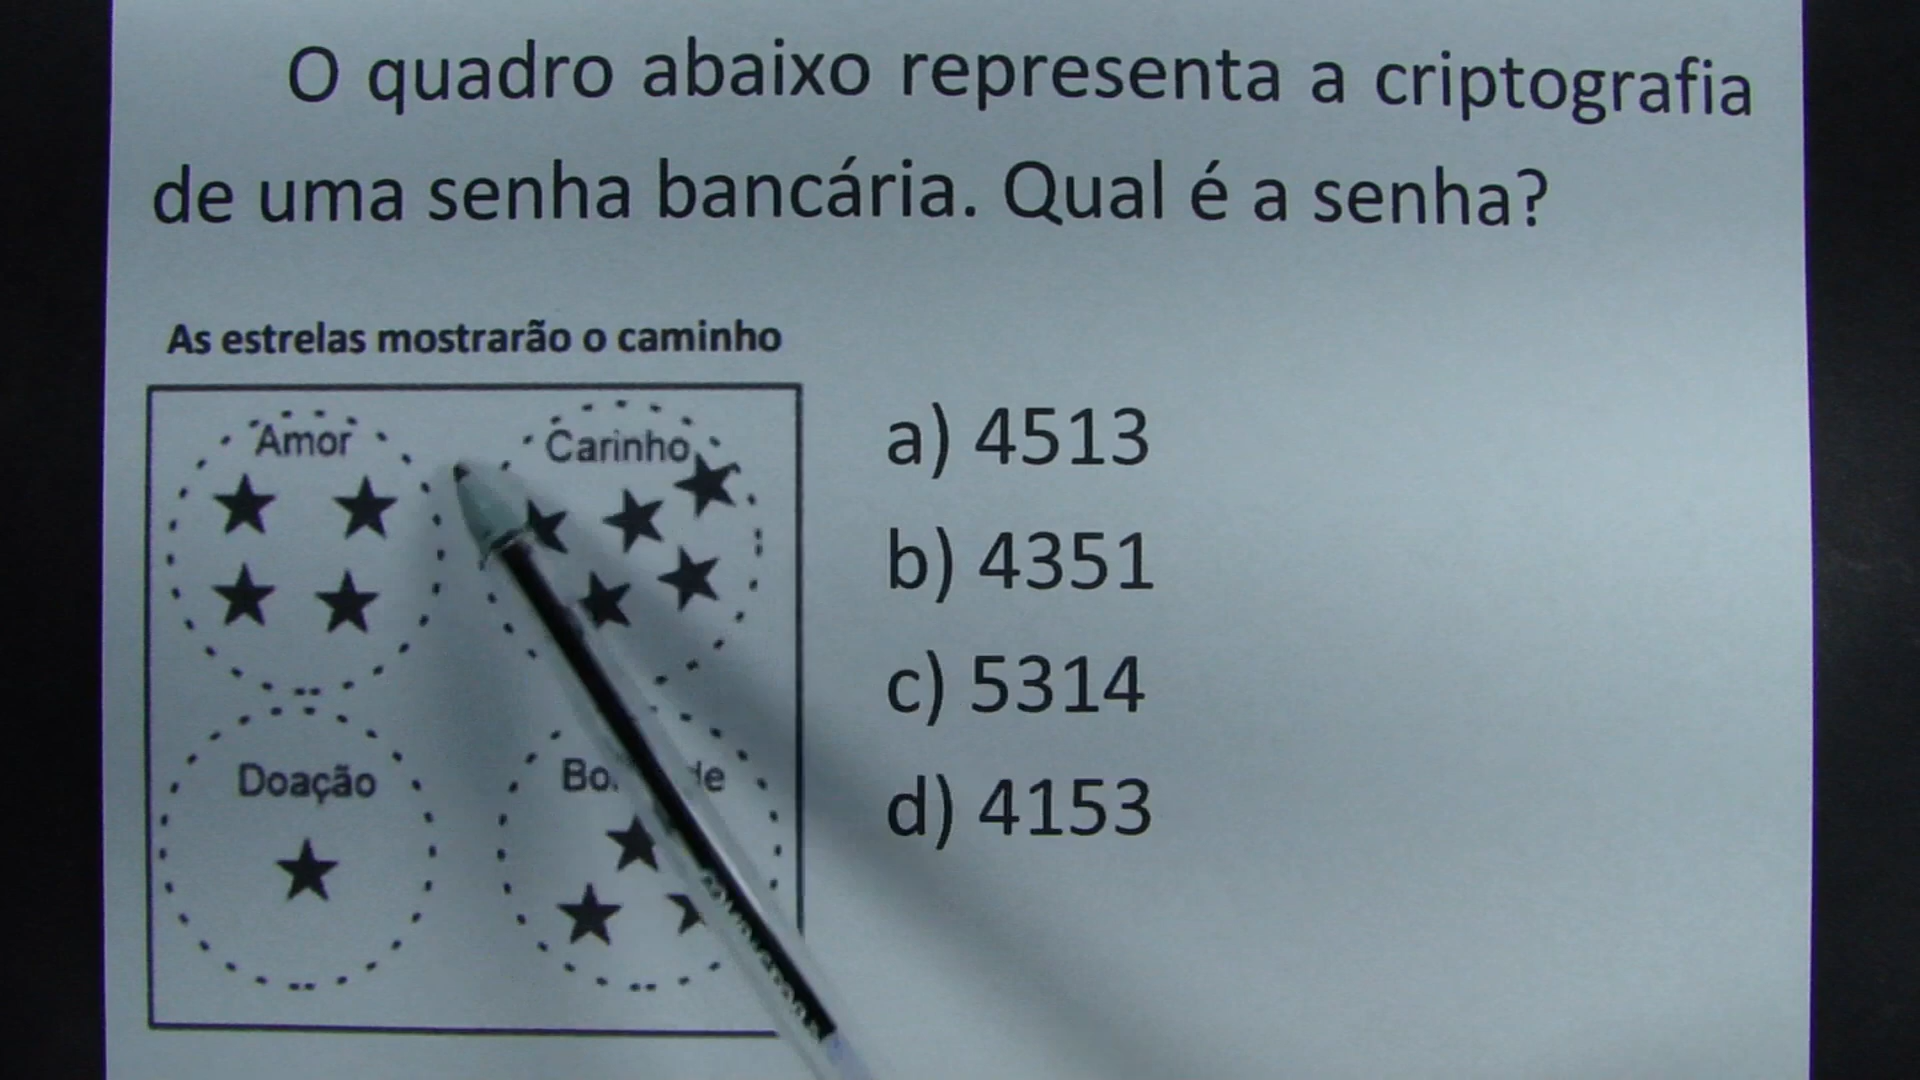 O quadro abaixo representa a criptografia
de uma senha bancária. Qual é a senha?
As estrelas mostrarão o caminho
Amor
Carinho
Doação
a) 4513
b) 4351
c) 5314
d) 4153